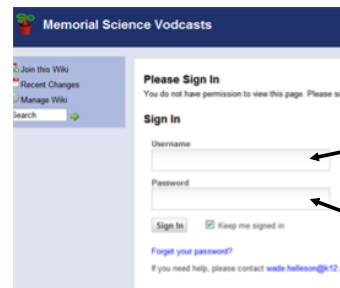 Memorial Science Vodcasts
Join this Wiki
Recent Changes
Manage Wiki
Search
Please Sign In
You do not have permission to view this page. Please si
Sign In
Username
Password
Sign In
Keep me signed in
Forget your password?
If you need help, please contact wade.helleson@k12.